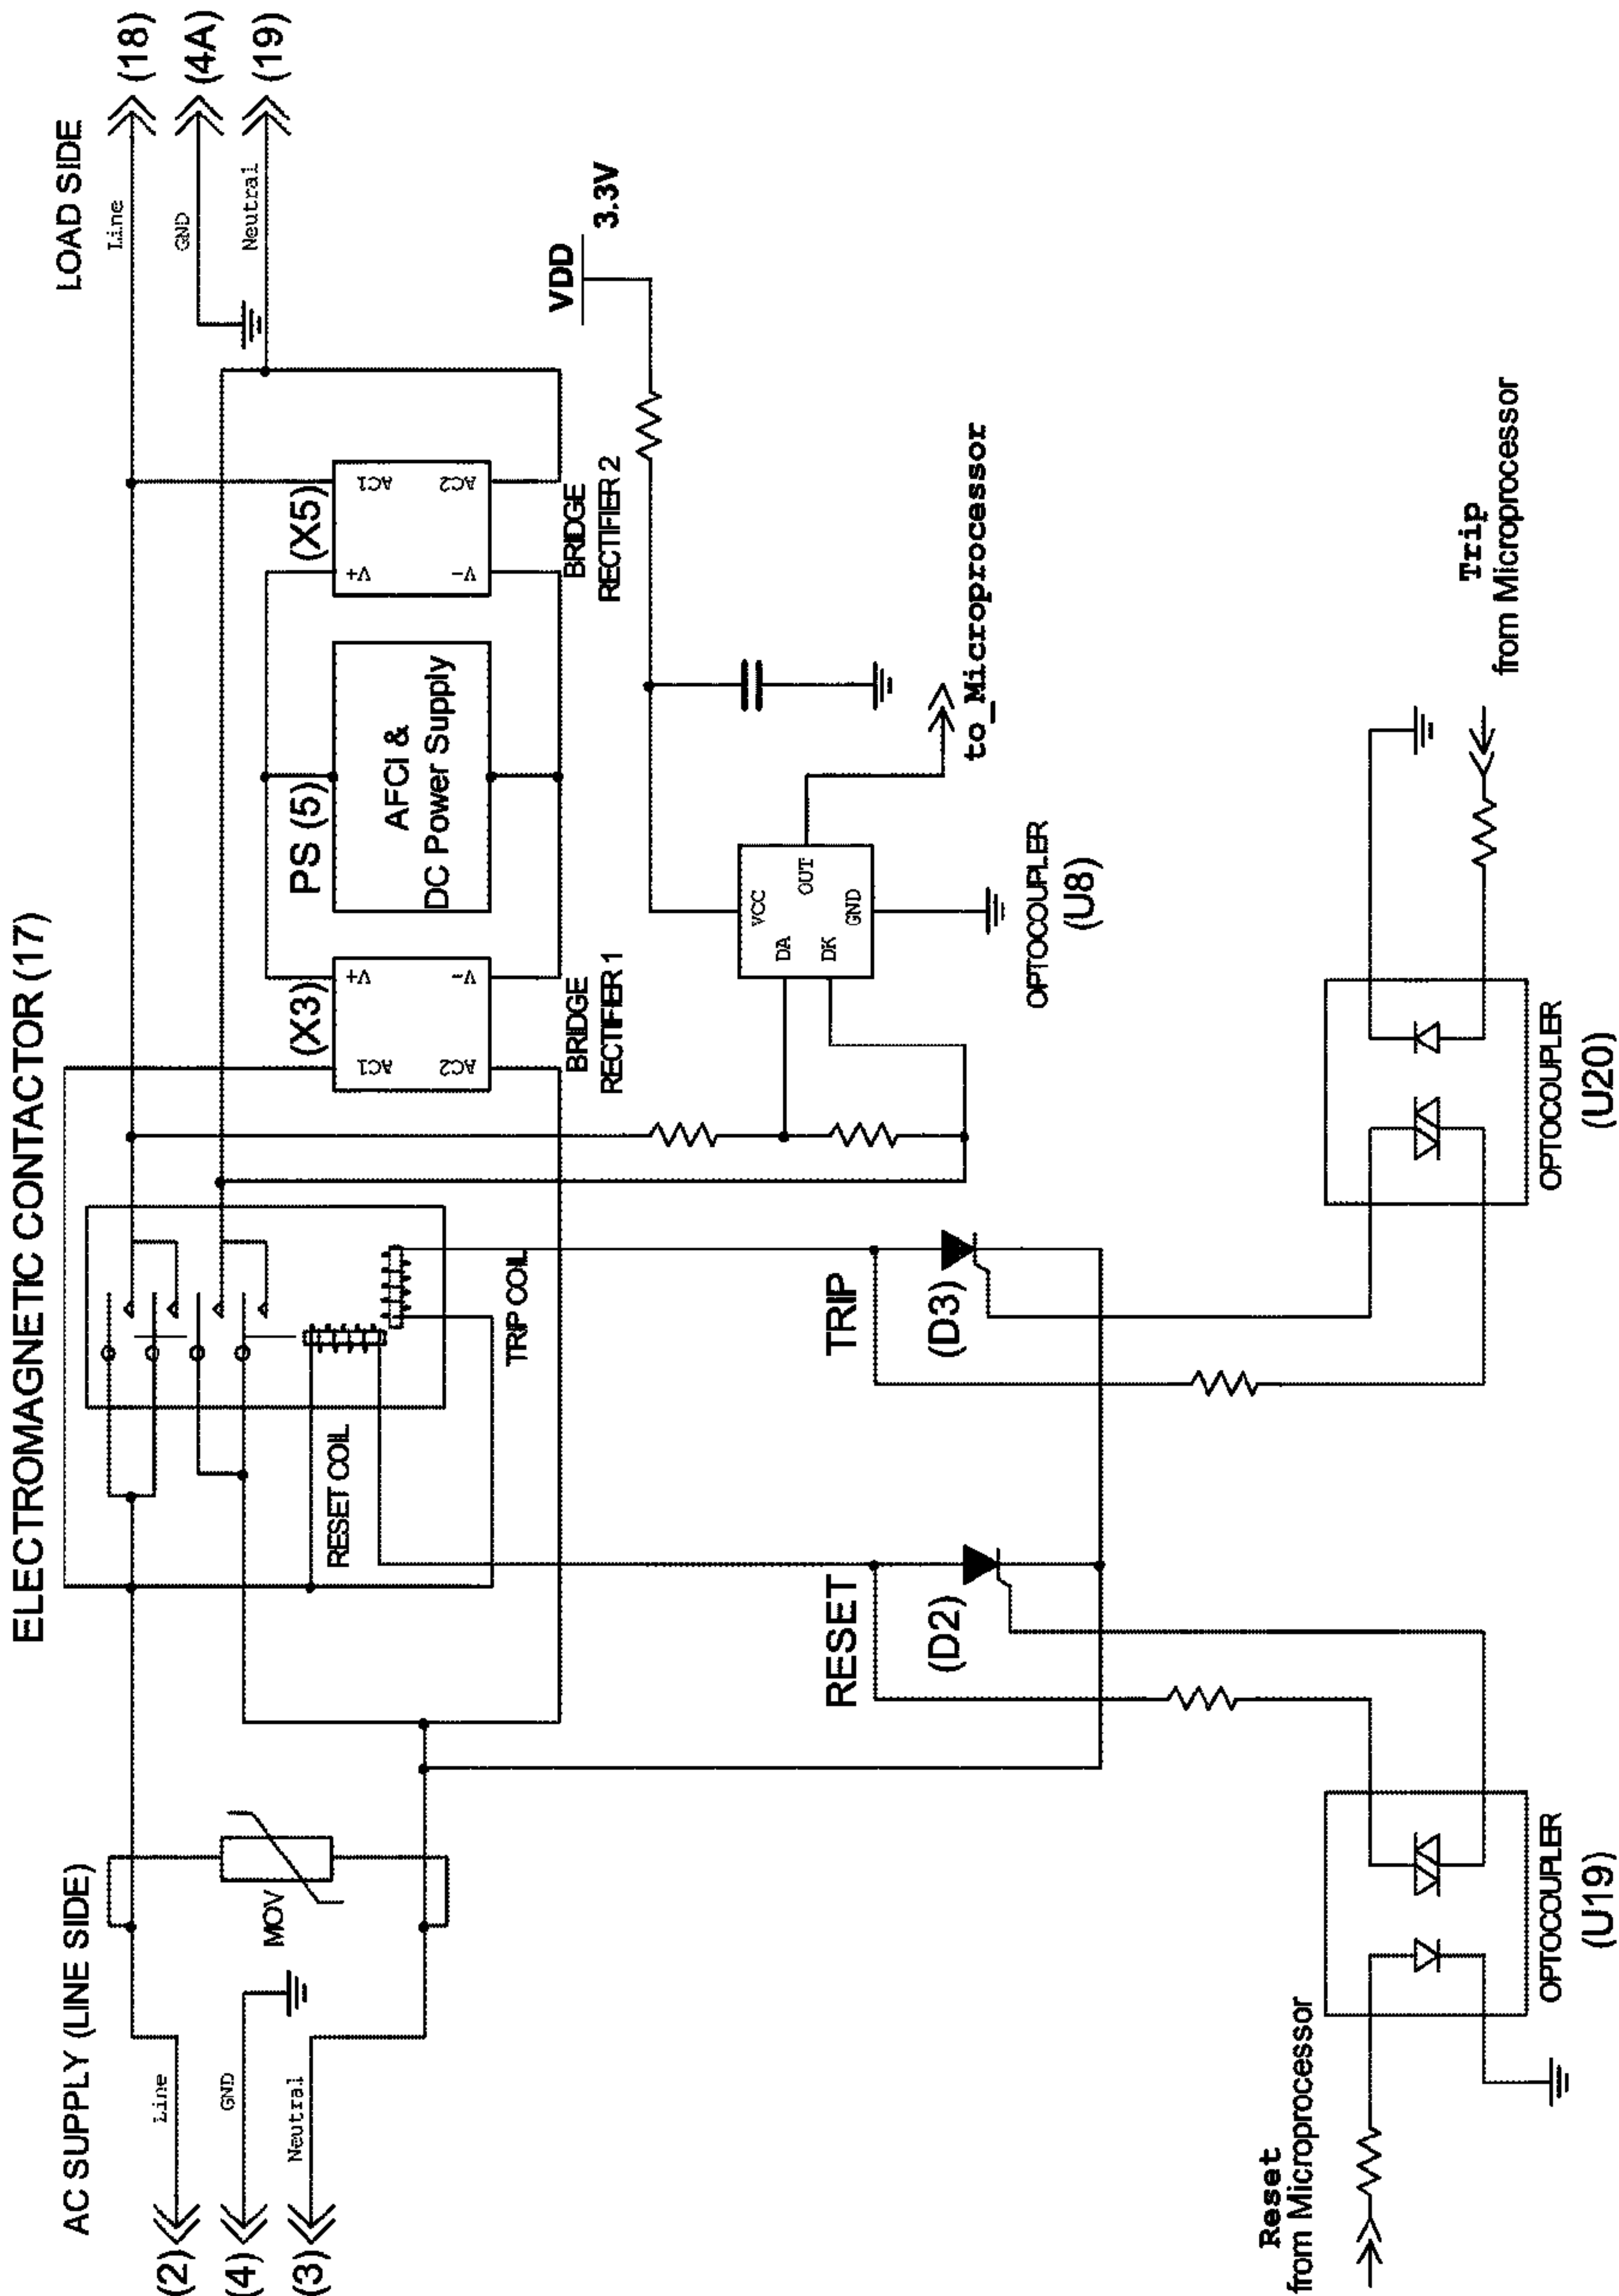 ELECTROMAGNETIC CONTACTOR (17)
AC SUPPLY (LINE SIDE)
LOAD SIDE
(2)
Line
(4)
GND
(3)
Neutral
MOV
Line
(18)
GND
(4A)
Neutral
(19)
RESET COIL
TRIP COIL
(X3)
AC1
V+
AC2
V-
BRIDGE
RECTIFIER 1
PS (5)
AFCI &
DC Power Supply
(X5)
V+
AC1
V-
AC2
BRIDGE
RECTIFIER 2
VDD
3.3V
VCC
DA
OUT
DK
GND
to_Microprocessor
OPTOCOUPLER
(U8)
RESET
(D2)
TRIP
(D3)
Reset
from Microprocessor
OPTOCOUPLER
(U19)
Trip
from Microprocessor
OPTOCOUPLER
(U20)